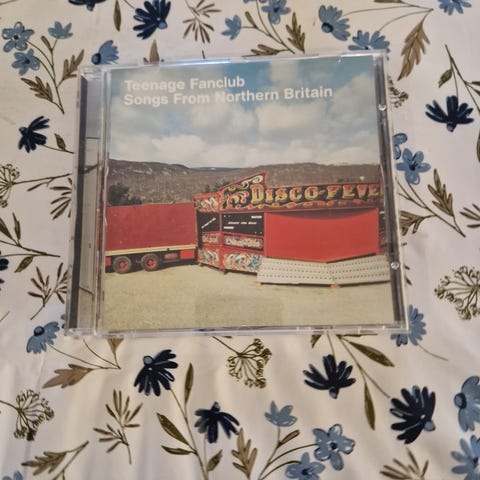 Teenage Fanclub
Songs From Northern Britain
DISCO-FEVE